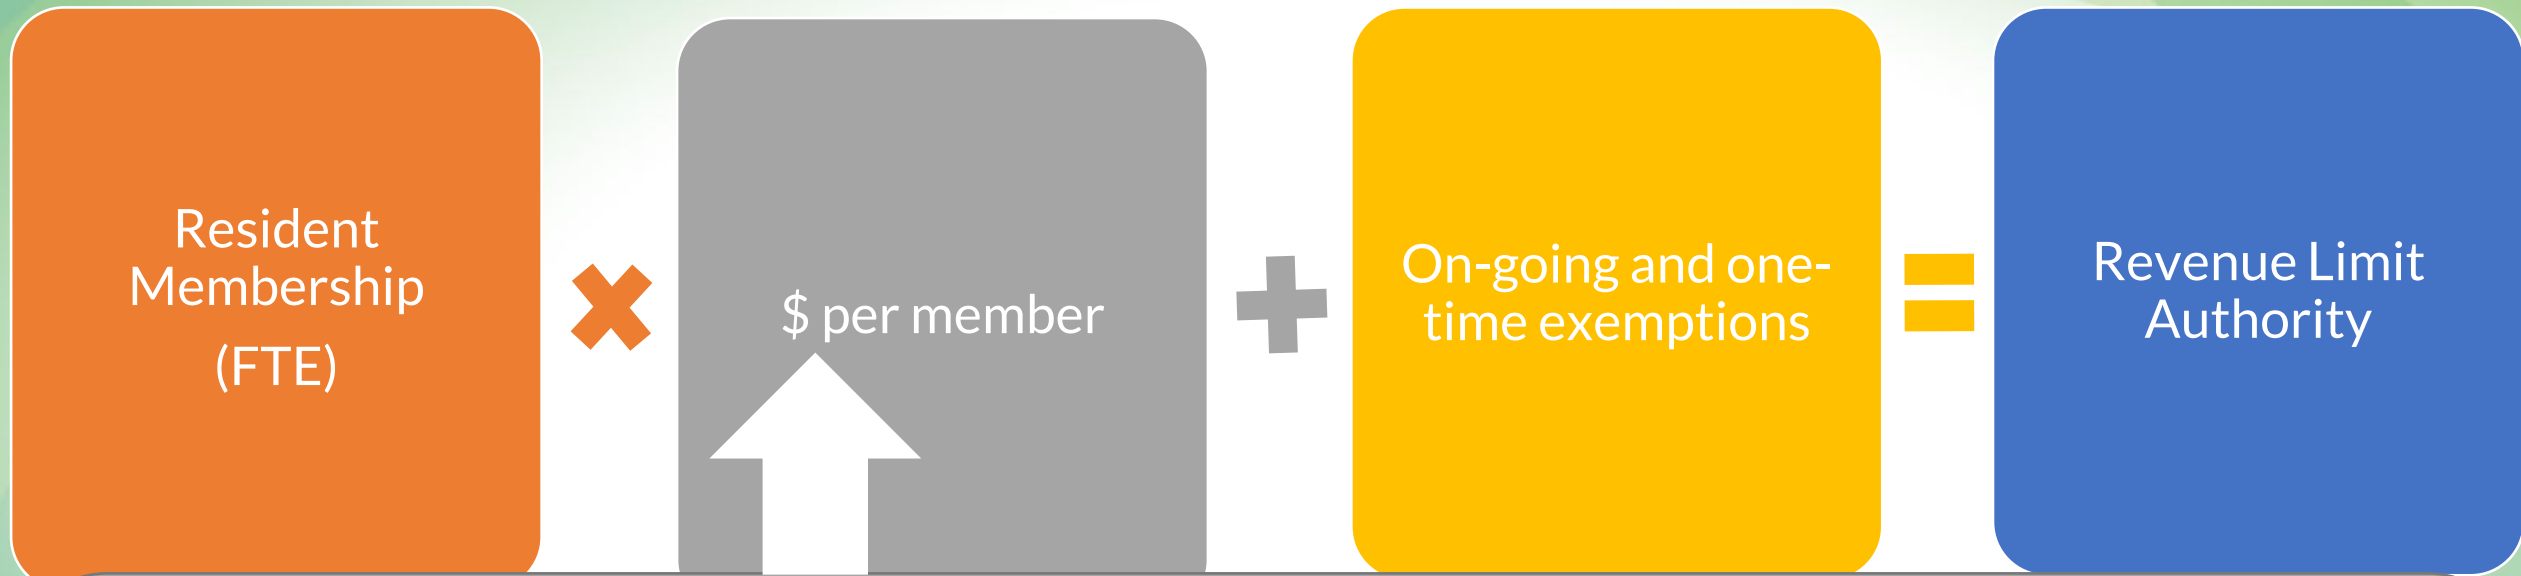 Resident
Membership
(FTE)
$ per member
On-going and one-
time exemptions
Revenue Limit
Authority